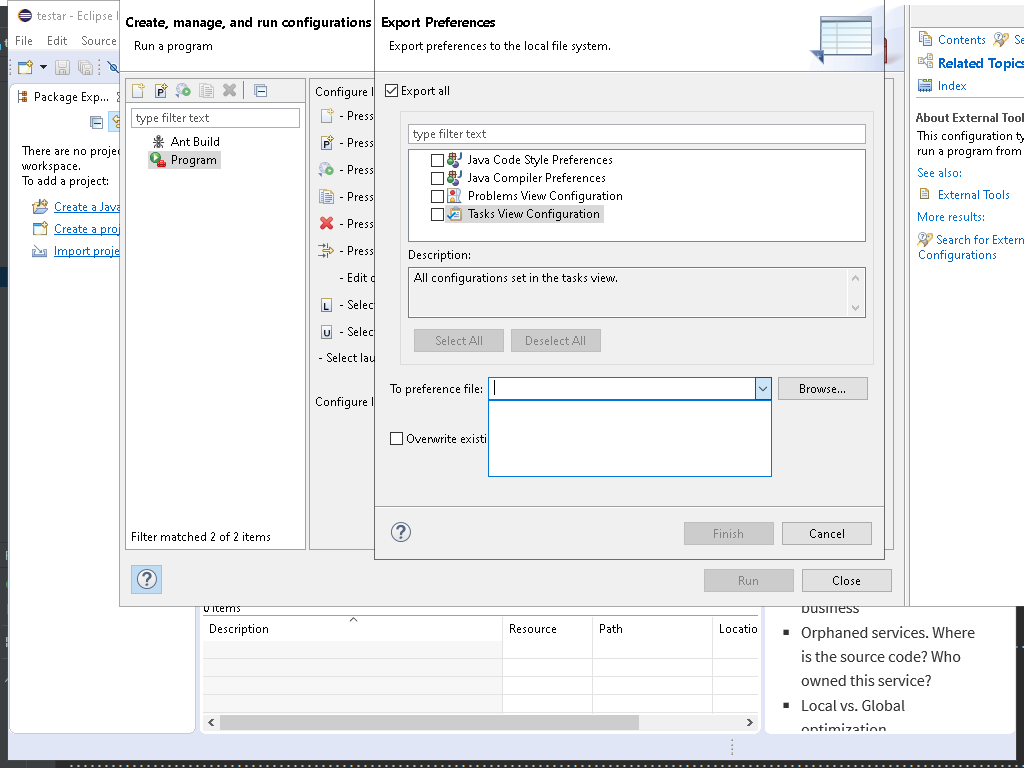 testar - Eclipse I
File Edit Source
Package Exp...
There are no proje
workspace.
To add a project:
Create a Java
Create a proj
Import proje
Create, manage, and run configurations
Run a program
type filter text
Ant Build
Program
Filter matched 2 of 2 items
Configure l
- Press
- Press
- Press
- Press
- Press
- Press
- Edit o
L - Selec
U - Selec
- Select lau
Configure l
Export Preferences
Export preferences to the local file system.
Export all
type filter text
Java Code Style Preferences
Java Compiler Preferences
Problems View Configuration
Tasks View Configuration
Description:
All configurations set in the tasks view.
Select All
Deselect All
To preference file:
Browse...
Overwrite existi
Finish
Cancel
Run
Close
Contents
Se
Related Topics
Index
About External Tool
This configuration ty
run a program from
See also:
External Tools
More results:
Search for Extern
Configurations
0 items
Description
Resource
Path
Locatio
business
Orphaned services. Where
is the source code? Who
owned this service?
Local vs. Global
optimization